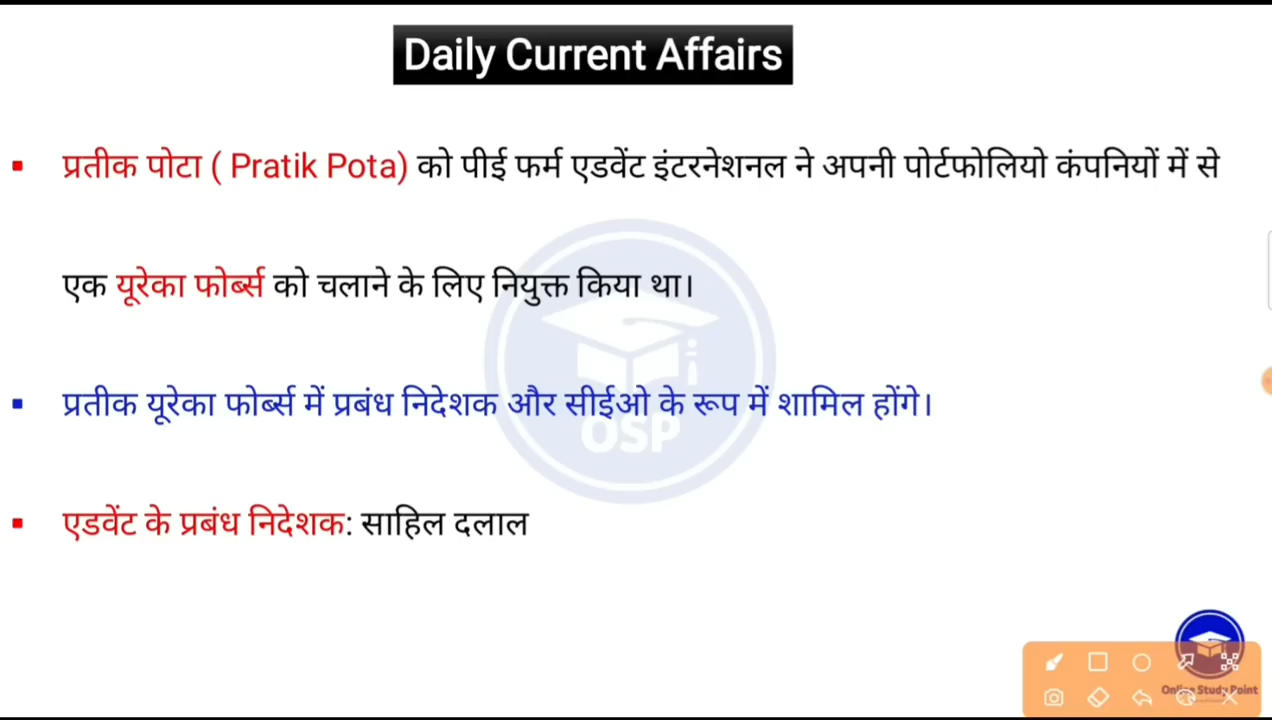 Daily Current Affairs
▪ प्रतीक पोटा ( Pratik Pota) को पीई फर्म एडवेंट इंटरनेशनल ने अपनी पोर्टफोलियो कंपनियों में से
एक यूरेका फोर्ब्स को चलाने के लिए नियुक्त किया था।
▪ प्रतीक यूरेका फोर्ब्स में प्रबंध निदेशक और सीईओ के रूप में शामिल होंगे।
OSP
▪ एडवेंट के प्रबंध निदेशक: साहिल दलाल
Online Study Point